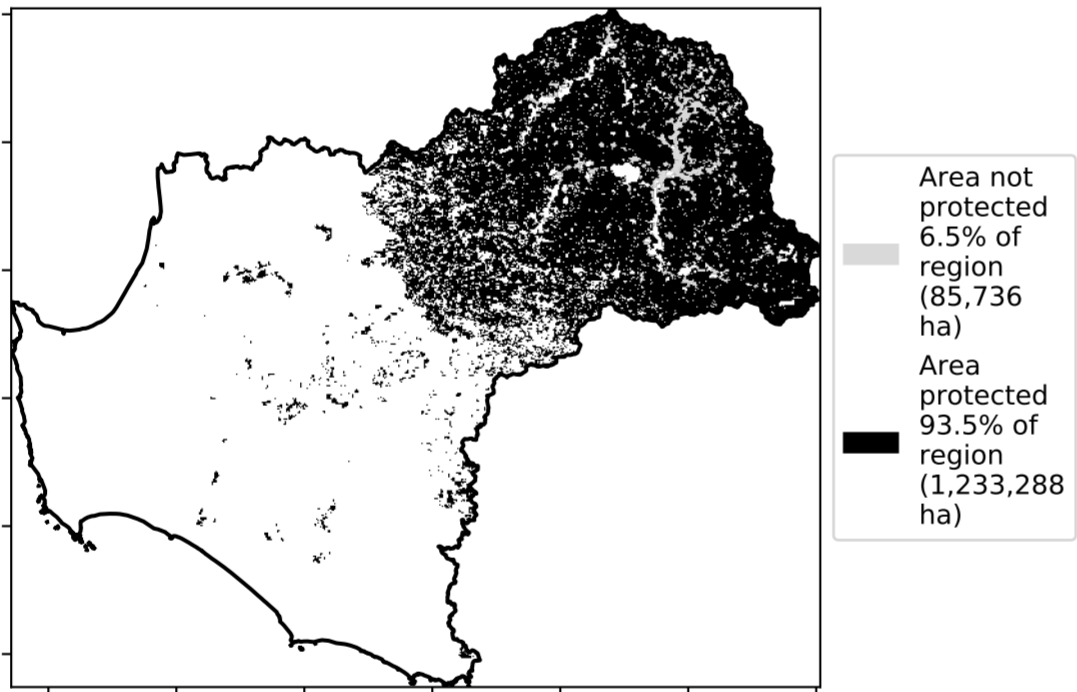 Area not
protected
6.5% of
region
(85,736
ha)
Area
protected
93.5% of
region
(1,233,288
ha)